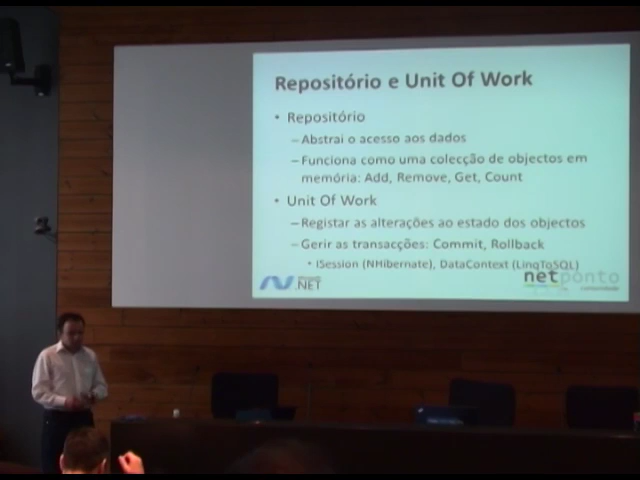 Repositório e Unit Of Work
• Repositório
– Abstrai o acesso aos dados
– Funciona como uma colecção de objectos em
memória: Add, Remove, Get, Count
• Unit Of Work
– Registar as alterações ao estado dos objectos
– Gerir as transacções: Commit, Rollback
• ISession (NHibernate), DataContext (LinqToSQL)
.NET
netponto